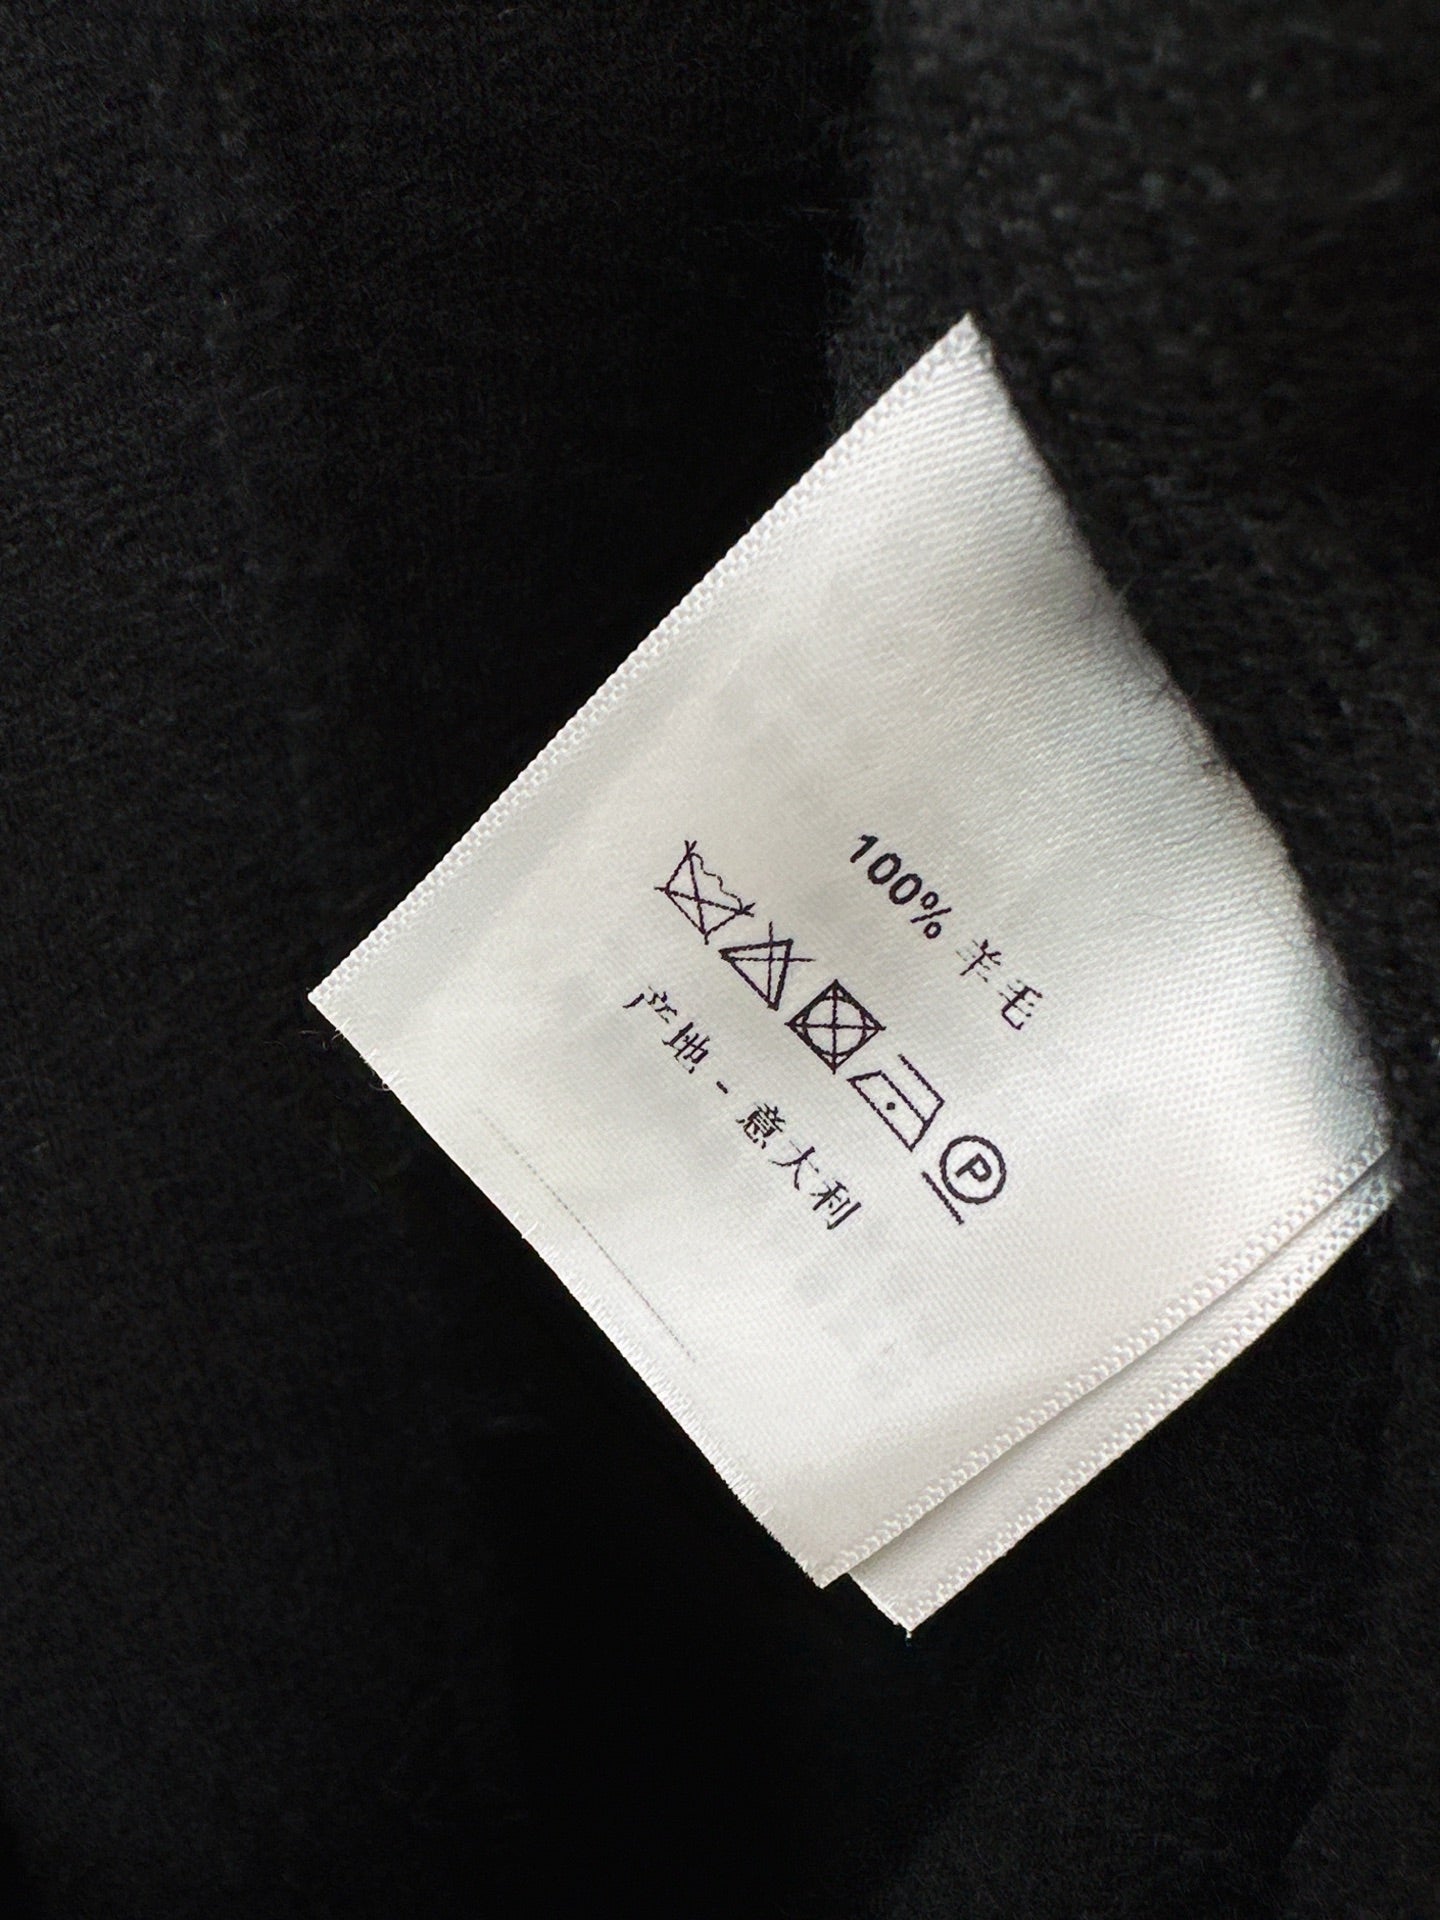 100% 羊毛
P
产地 - 意大利